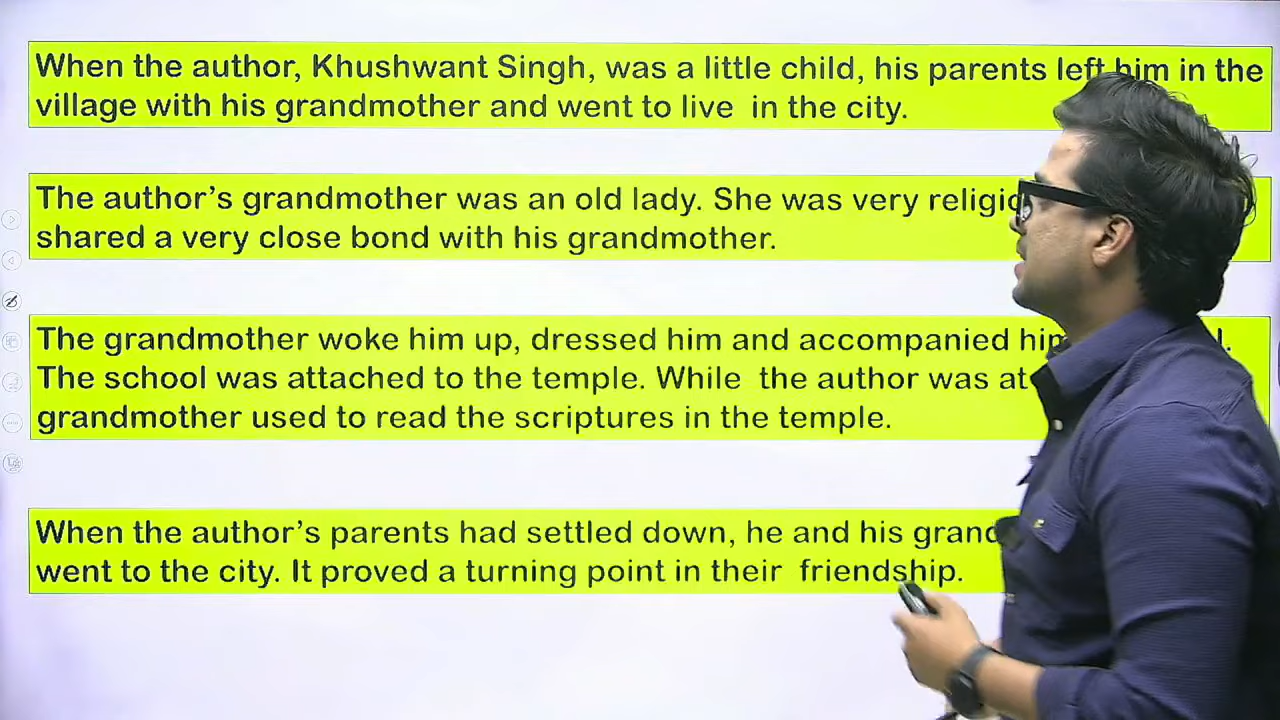 When the author, Khushwant Singh, was a little child, his parents left him in the
village with his grandmother and went to live in the city.
The author’s grandmother was an old lady. She was very
shared a very close bond with his grandmother.
The grandmother woke him up, dressed him and accompanied
The school was attached to the temple. While the author was at
grandmother used to read the scriptures in the temple.
When the author’s parents had settled down, he and his
went to the city. It proved a turning point in their friendship.